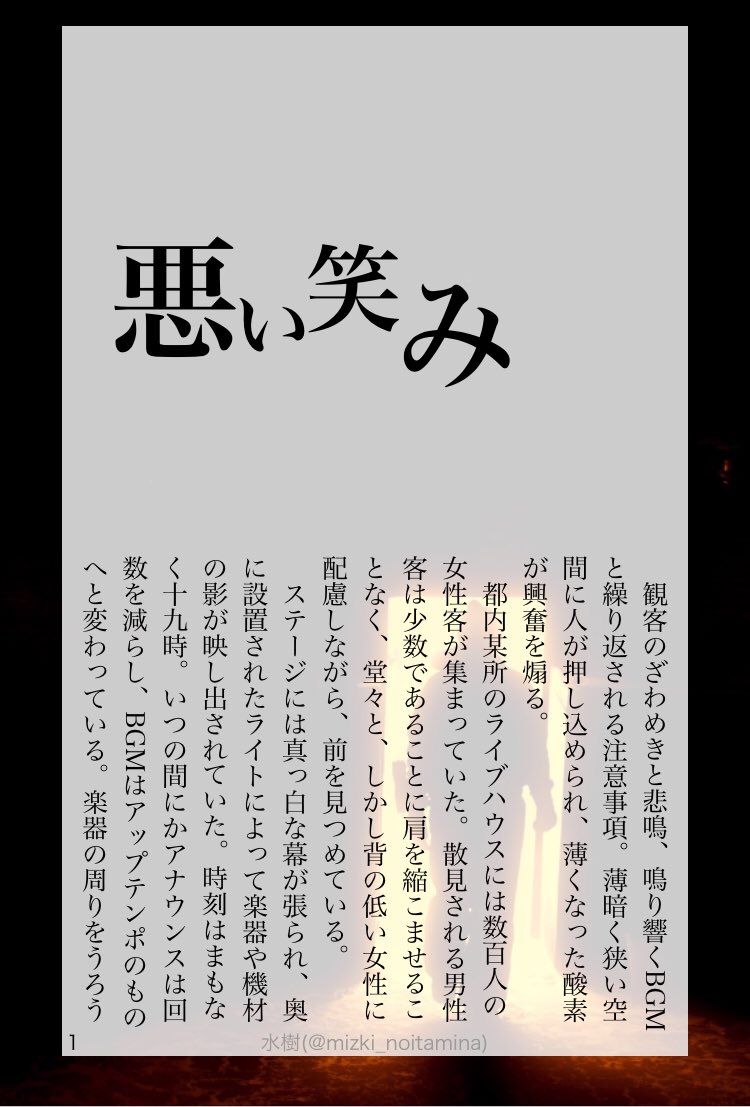 悪い笑み
観客のざわめきと悲鳴、鳴り響くBGM
と繰り返される注意事項。薄暗く狭い空
間に人が押し込められ、薄くなった酸素
が興奮を煽る。
都内某所のライブハウスには数百人の
女性客が集まっていた。散見される男性
客は少数であることに肩を縮こませるこ
となく、堂々と、しかし背の低い女性に
配慮しながら、前を見つめている。
ステージには真っ白な幕が張られ、奥
に設置されたライトによって楽器や機材
の影が映し出されていた。時刻はまもな
く十九時。いつの間にかアナウンスは回
数を減らし、BGMはアップテンポのもの
へと変わっている。楽器の周りをうろう
1
水樹(@mizki_noitamina)